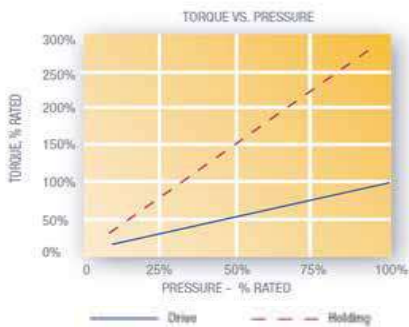 TORQUE VS. PRESSURE
300%
250%
200%
150%
100%
50%
0%
TORQUE, % RATED
0 25% 50% 75% 100%
PRESSURE - % RATED
Drive Holding